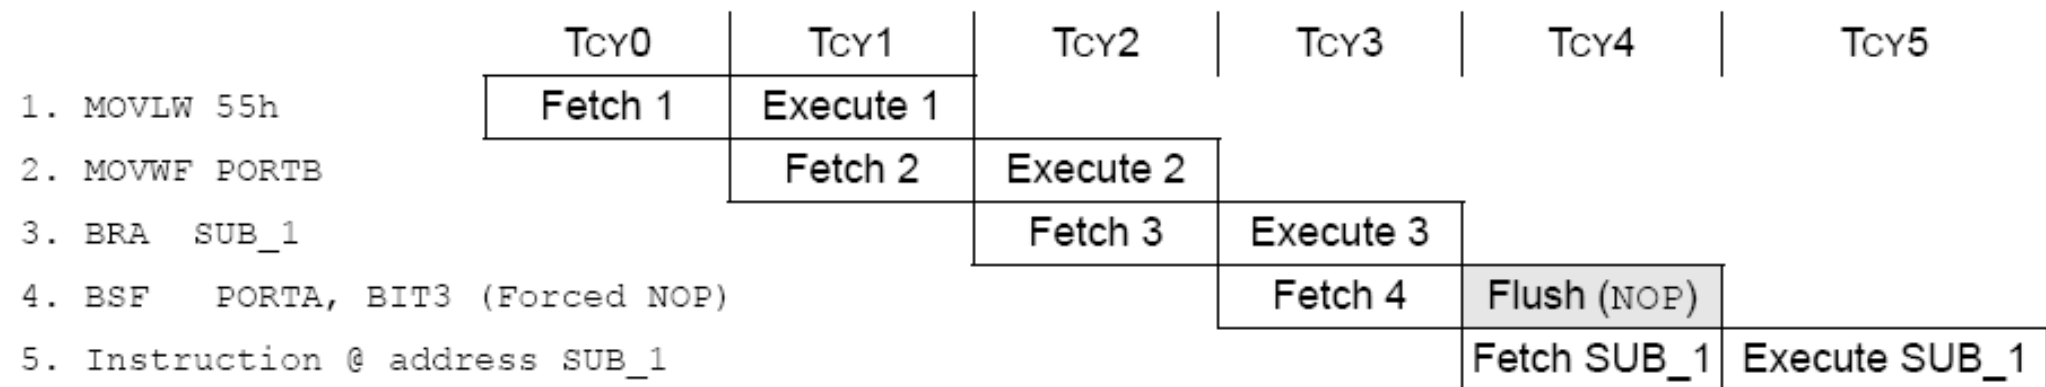 TCY0 TCY1 TCY2 TCY3 TCY4 TCY5
1. MOVLW 55h Fetch 1 Execute 1
2. MOVWF PORTB Fetch 2 Execute 2
3. BRA SUB_1 Fetch 3 Execute 3
4. BSF PORTA, BIT3 (Forced NOP) Fetch 4 Flush (NOP)
5. Instruction @ address SUB_1 Fetch SUB_1 Execute SUB_1